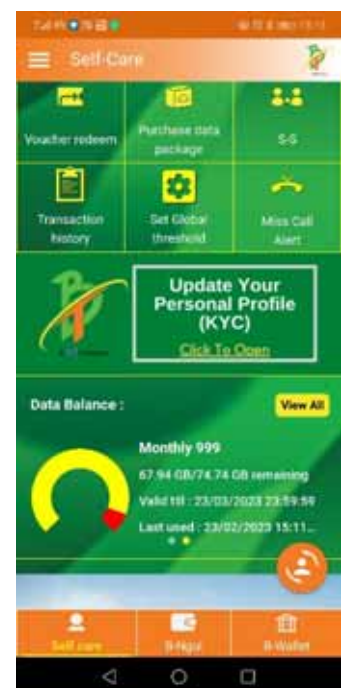 Self-Care
Voucher redeem
Purchase data
package
S-S
Transaction
history
Set Global
threshold
Miss Call
Alert
Update Your
Personal Profile
(KYC)
Click To Open
Data Balance :
View All
Monthly 999
67.94 GB/74.74 GB remaining
Valid till : 23/03/2023 23:59:59
Last used : 23/02/2023 15:11...
Self care
B-Ngul
B-Wallet